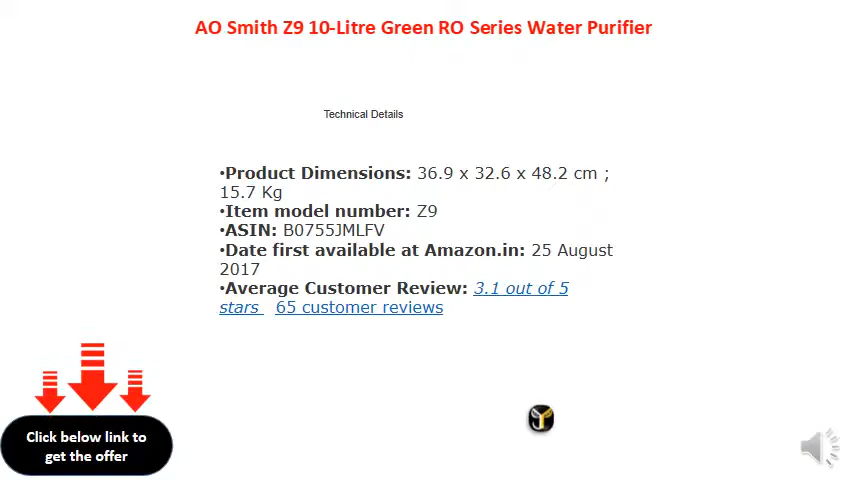 AO Smith Z9 10-Litre Green RO Series Water Purifier
Technical Details
•Product Dimensions: 36.9 x 32.6 x 48.2 cm ;
15.7 Kg
•Item model number: Z9
•ASIN: B0755JMLFV
•Date first available at Amazon.in: 25 August
2017
•Average Customer Review: 3.1 out of 5
stars   65 customer reviews
Click below link to
get the offer